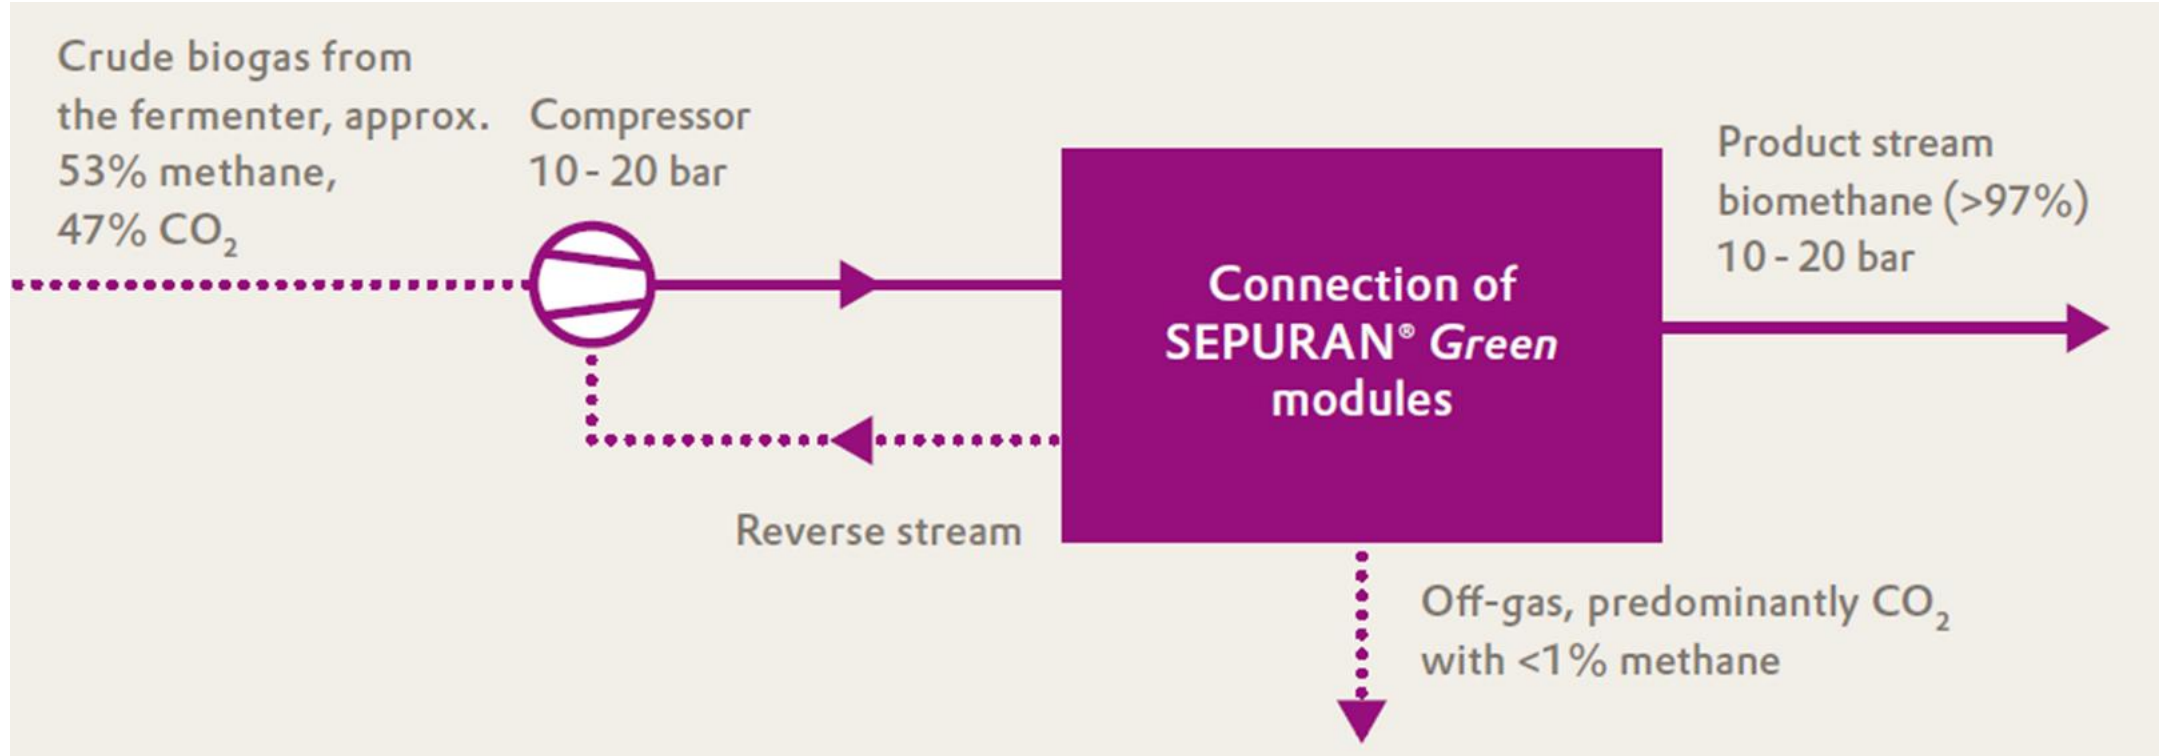 Crude biogas from
the fermenter, approx.
53% methane,
47% CO₂
Compressor
10 - 20 bar
Connection of
SEPURAN® Green
modules
Product stream
biomethane (>97%)
10 - 20 bar
Reverse stream
Off-gas, predominantly CO₂
with <1% methane